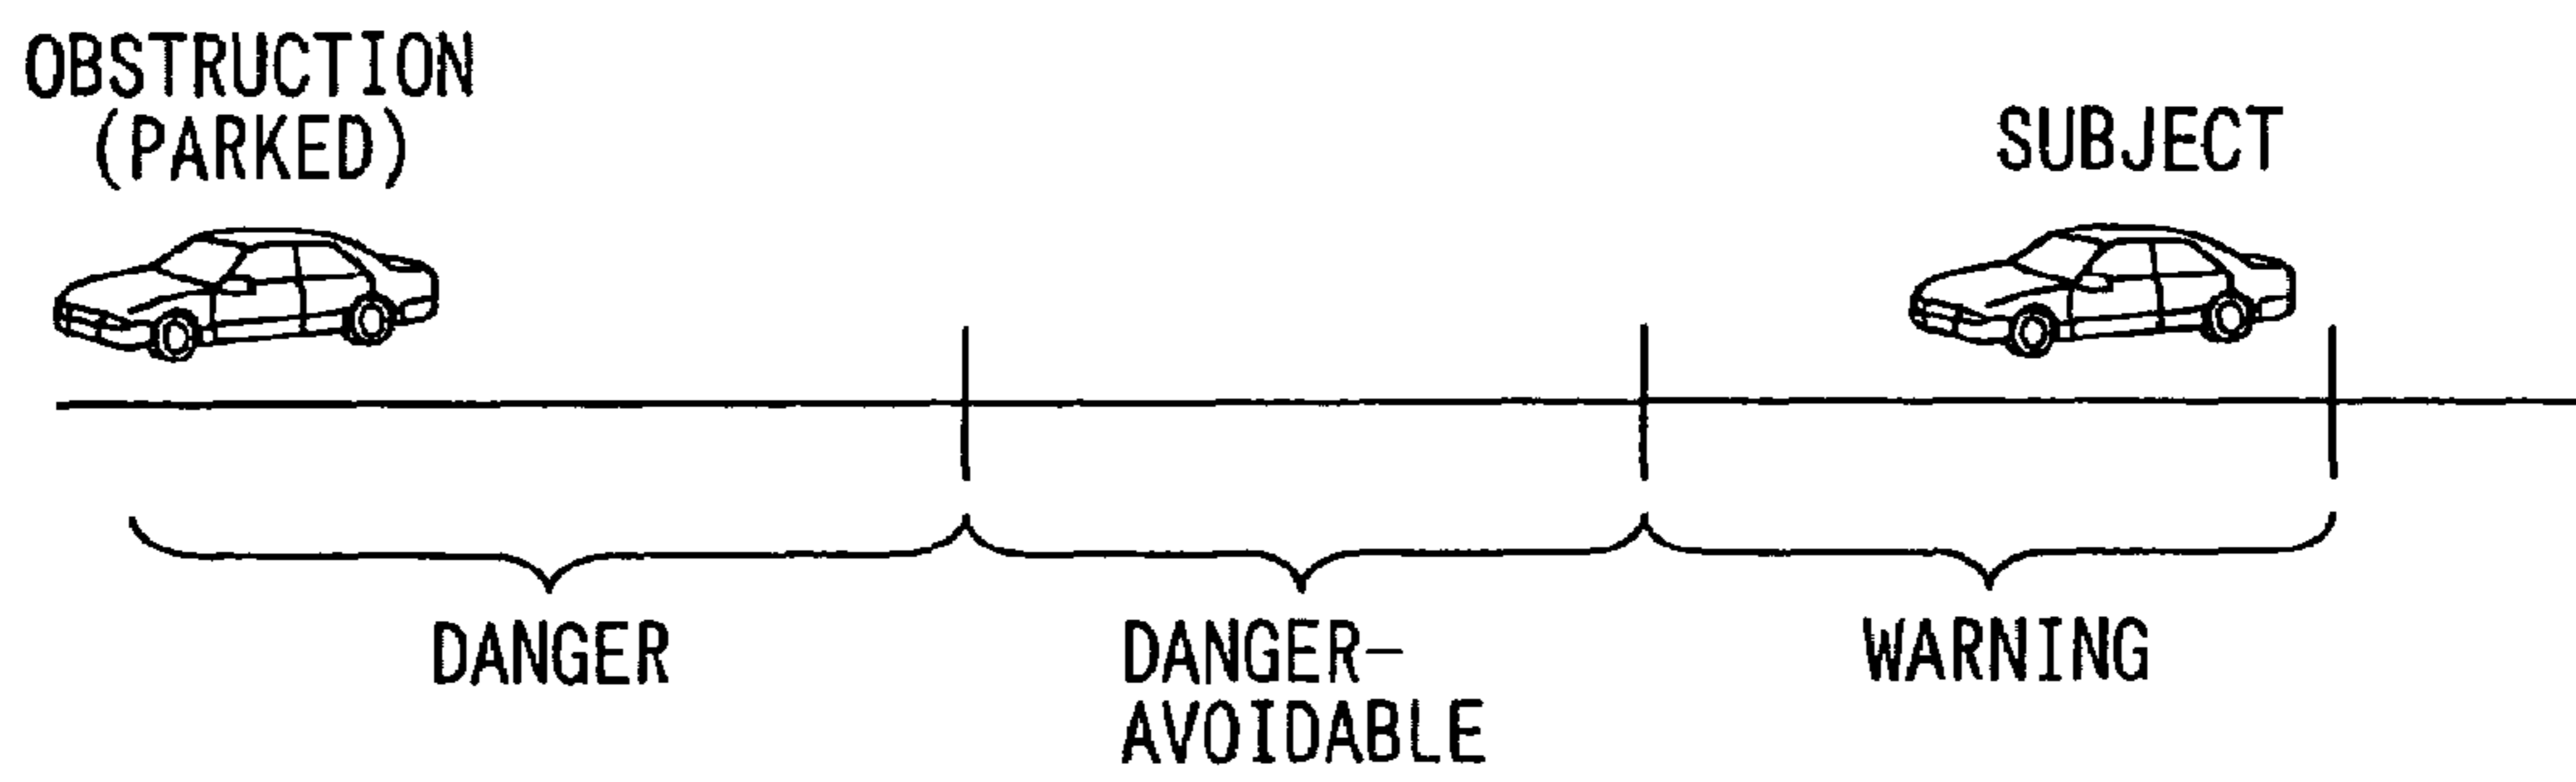 OBSTRUCTION
(PARKED)
SUBJECT
DANGER
DANGER-
AVOIDABLE
WARNING